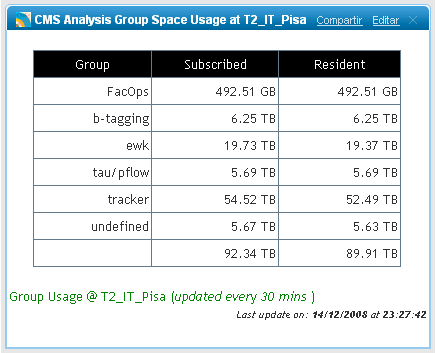 CMS Analysis Group Space Usage at T2_IT_Pisa Compartir Editar
Group Subscribed Resident
FacOps 492.51 GB 492.51 GB
b-tagging 6.25 TB 6.25 TB
ewk 19.73 TB 19.37 TB
tau/pflow 5.69 TB 5.69 TB
tracker 54.52 TB 52.49 TB
undefined 5.67 TB 5.63 TB
92.34 TB 89.91 TB
Group Usage @ T2_IT_Pisa (updated every 30 mins )
Last update on: 14/12/2008 at 23:27:42